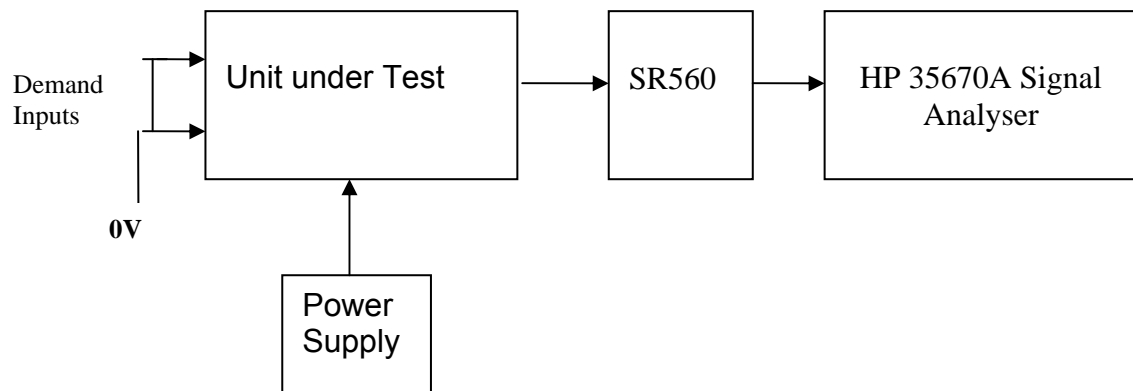 Demand
Inputs
Unit under Test
SR560
HP 35670A Signal
Analyser
0V
Power
Supply